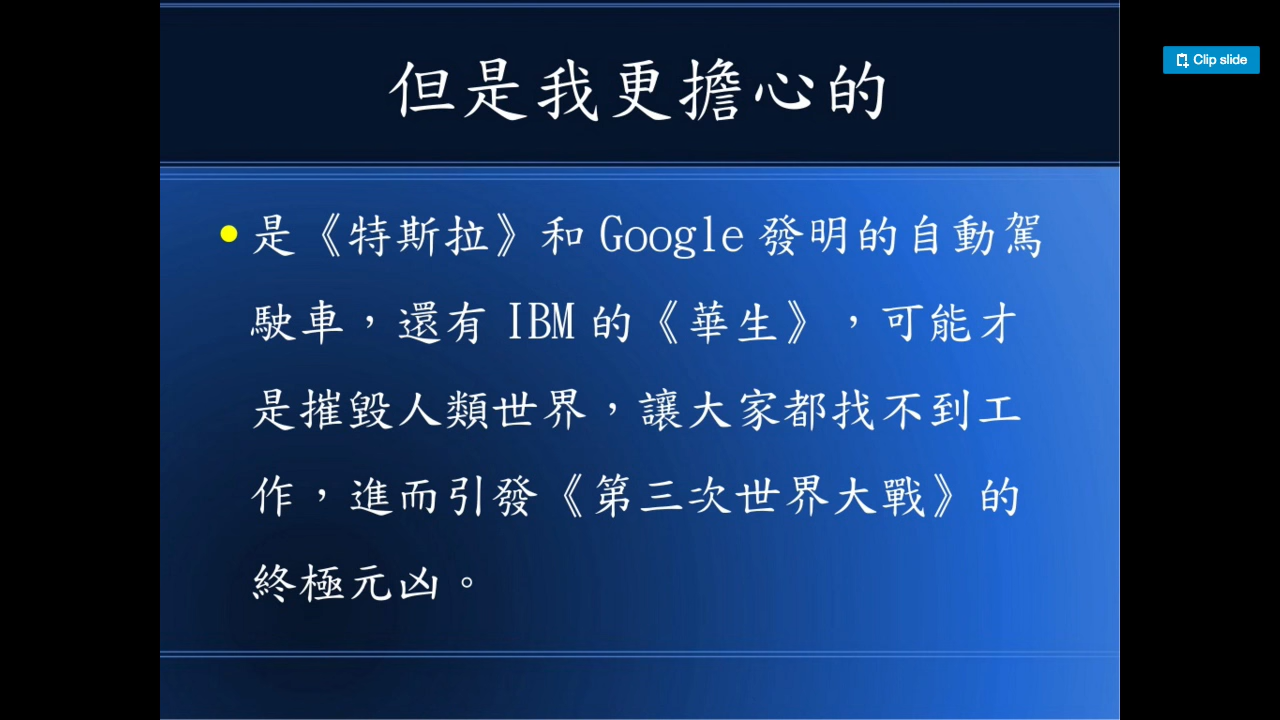 Clip slide
但是我更擔心的
是《特斯拉》和 Google 發明的自動駕
駛車，還有 IBM 的《華生》，可能才
是摧毀人類世界，讓大家都找不到工
作，進而引發《第三次世界大戰》的
終極元凶。